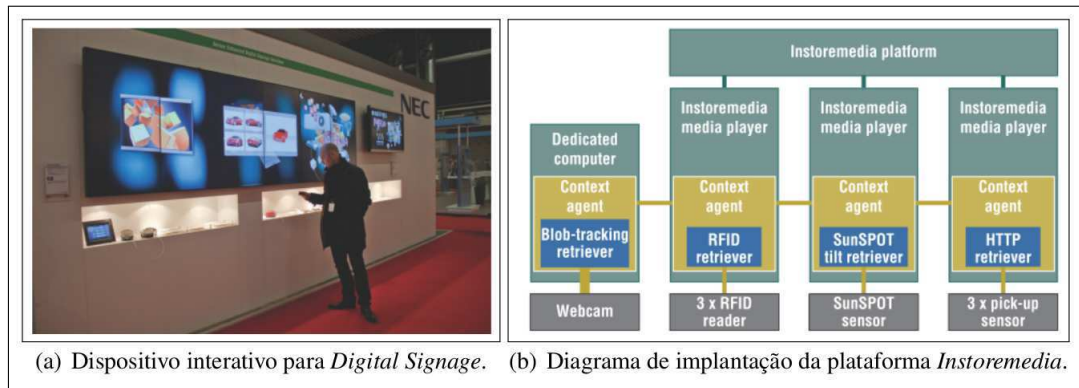 NEC
(a) Dispositivo interativo para Digital Signage.
Instoremedia platform
Instoremedia
media player
Instoremedia
media player
Instoremedia
media player
Dedicated
computer
Context
agent
Context
agent
Context
agent
Context
agent
Blob-tracking
retriever
RFID
retriever
SunSPOT
tilt retriever
HTTP
retriever
Webcam
3 x RFID
reader
SunSPOT
sensor
3 x pick-up
sensor
(b) Diagrama de implantação da plataforma Instoremedia.